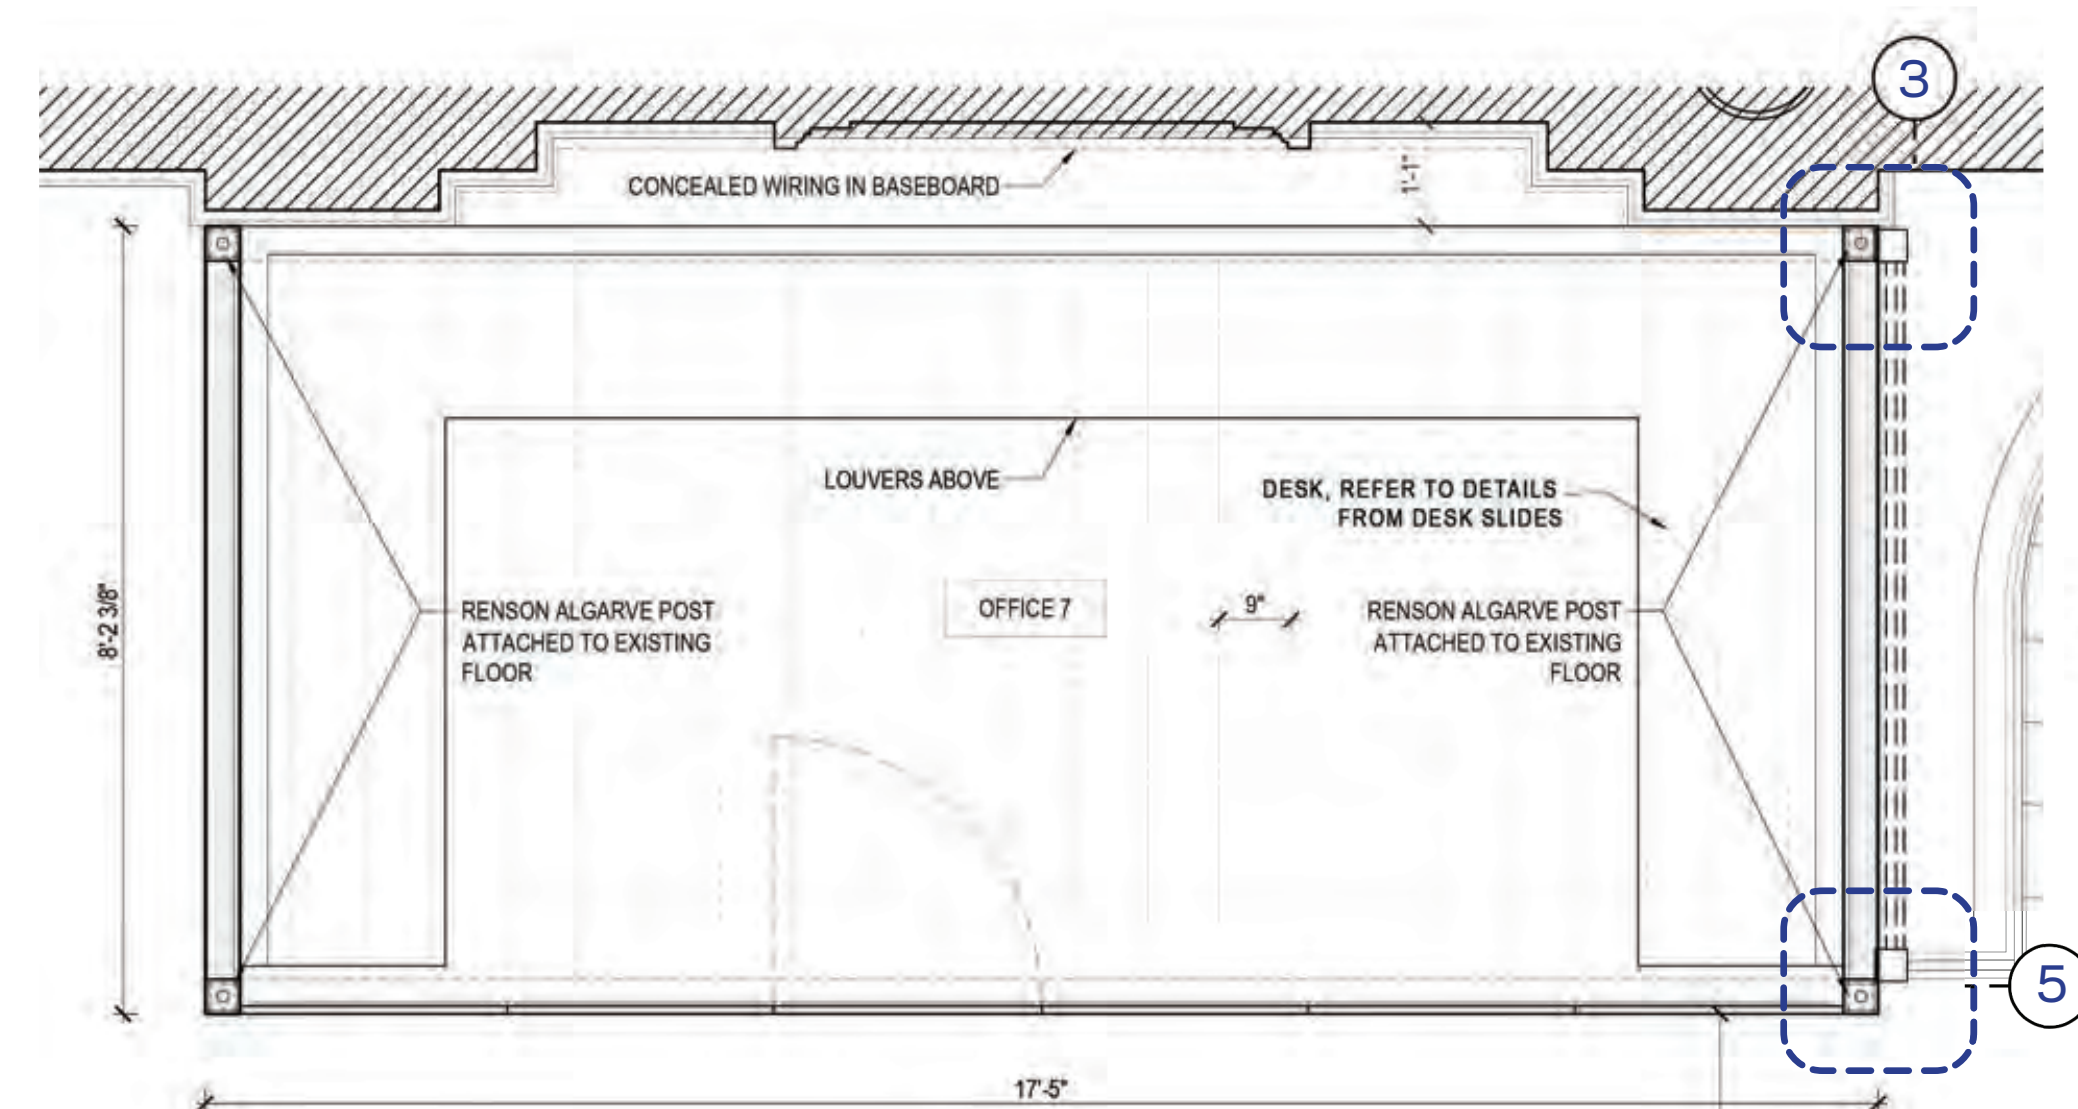 3
CONCEALED WIRING IN BASEBOARD
1'-1"
LOUVERS ABOVE
DESK, REFER TO DETAILS
FROM DESK SLIDES
8'-2 3/8"
RENSON ALGARVE POST
ATTACHED TO EXISTING
FLOOR
OFFICE 7
9"
RENSON ALGARVE POST
ATTACHED TO EXISTING
FLOOR
5
17'-5"